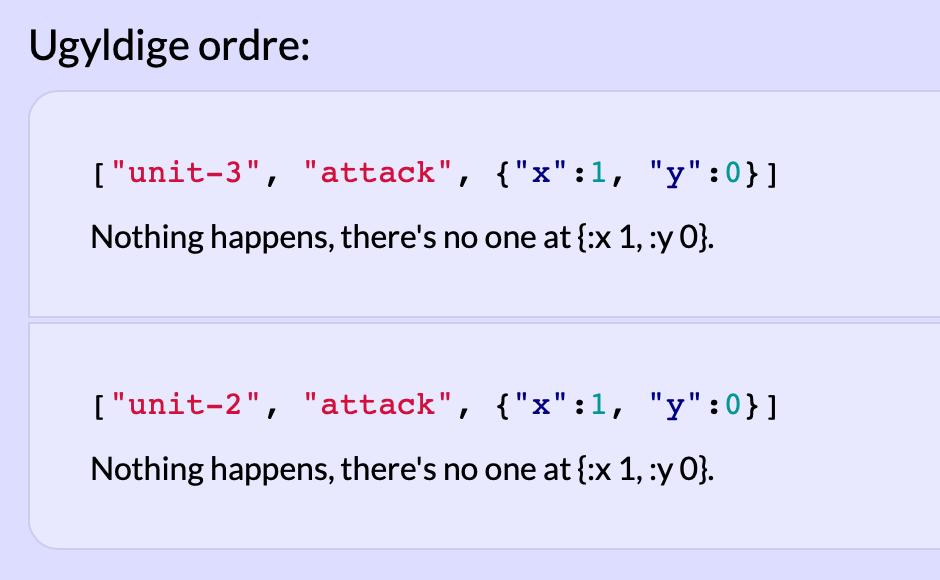 Ugyldige ordre:
["unit-3", "attack", {"x":1, "y":0}]
Nothing happens, there's no one at {:x 1, :y 0}.
["unit-2", "attack", {"x":1, "y":0}]
Nothing happens, there's no one at {:x 1, :y 0}.